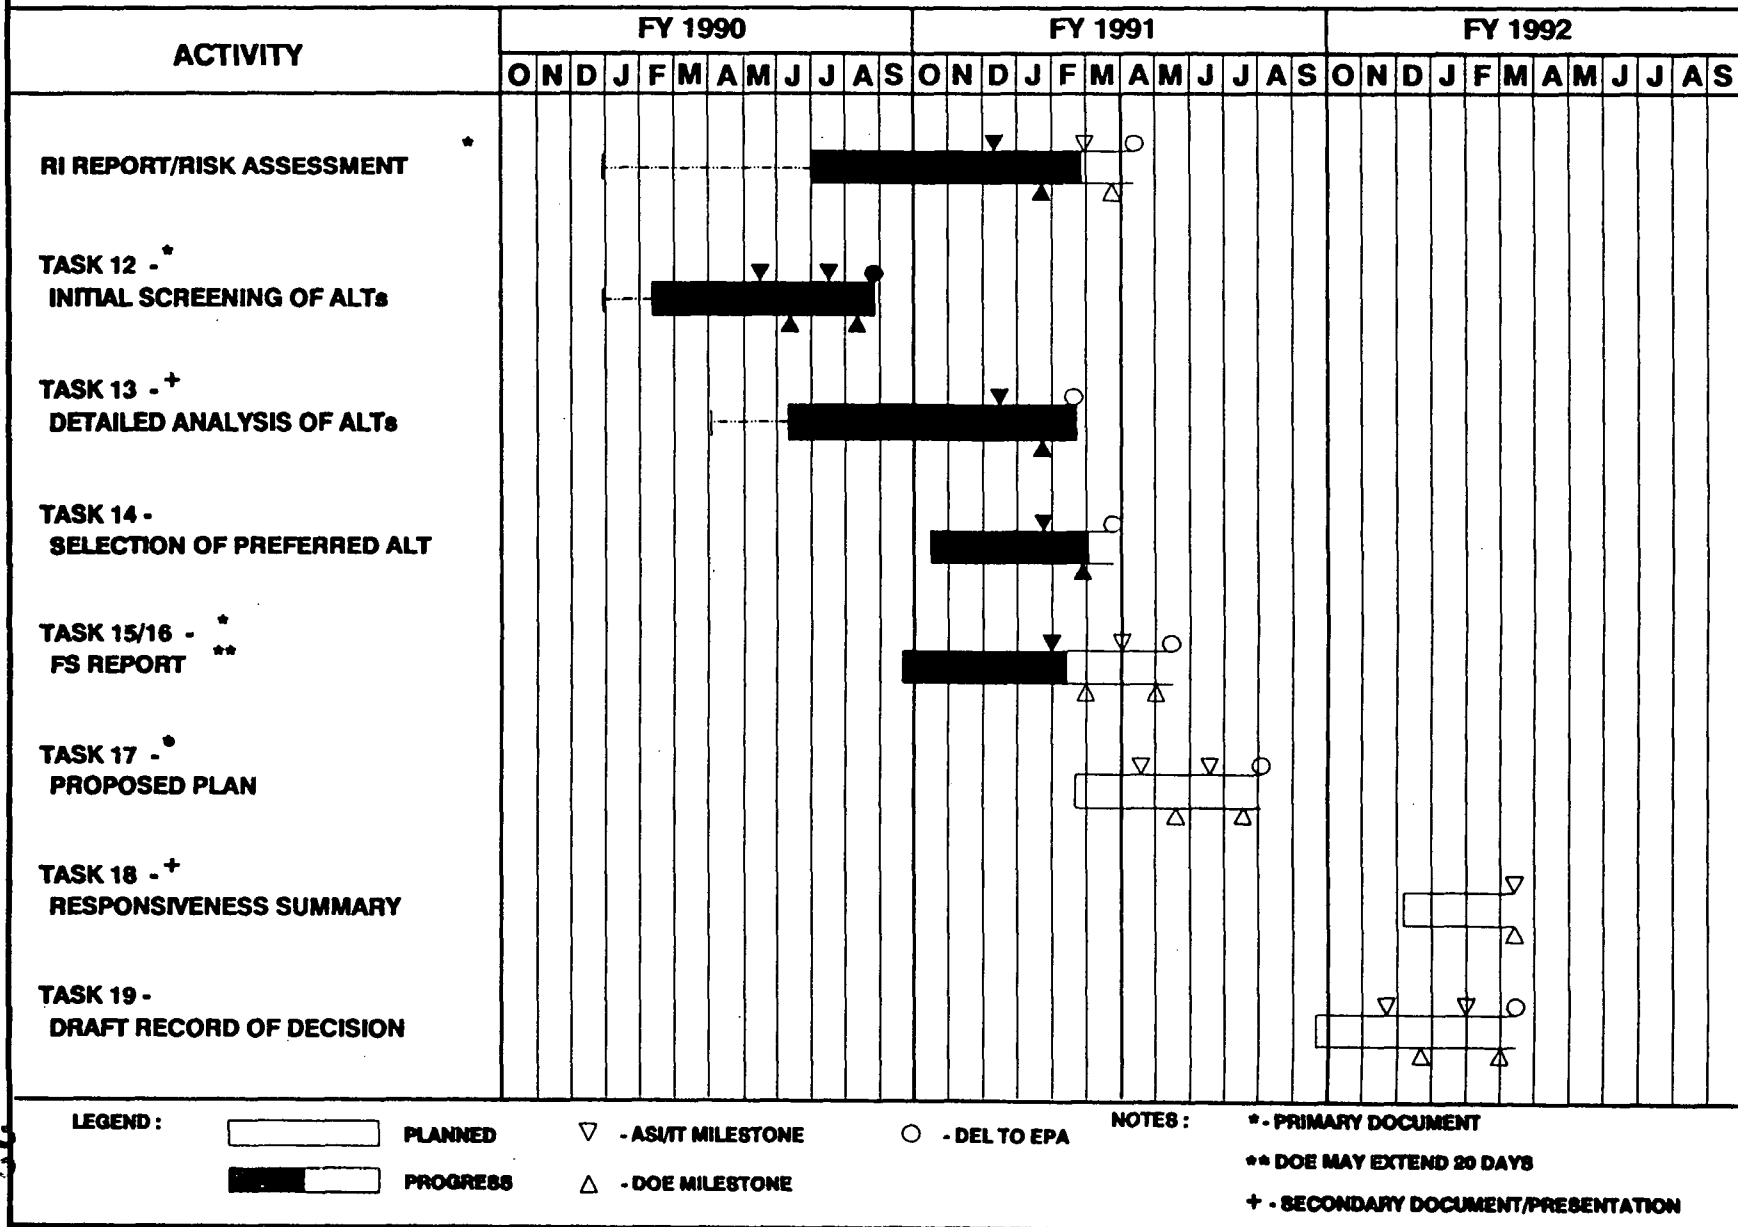 ACTIVITY
FY 1990 FY 1991 FY 1992
O N D J F M A M J J A S O N D J F M A M J J A S O N D J F M A M J J A S
RI REPORT/RISK ASSESSMENT *
TASK 12 - *
INITIAL SCREENING OF ALTs
TASK 13 - +
DETAILED ANALYSIS OF ALTs
TASK 14 -
SELECTION OF PREFERRED ALT
TASK 15/16 - *
FS REPORT **
TASK 17 - *
PROPOSED PLAN
TASK 18 - +
RESPONSIVENESS SUMMARY
TASK 19 -
DRAFT RECORD OF DECISION
LEGEND :
PLANNED
PROGRESS
- ASI/IT MILESTONE
- DOE MILESTONE
- DEL TO EPA
NOTES :
* - PRIMARY DOCUMENT
** DOE MAY EXTEND 20 DAYS
+ - SECONDARY DOCUMENT/PRESENTATION